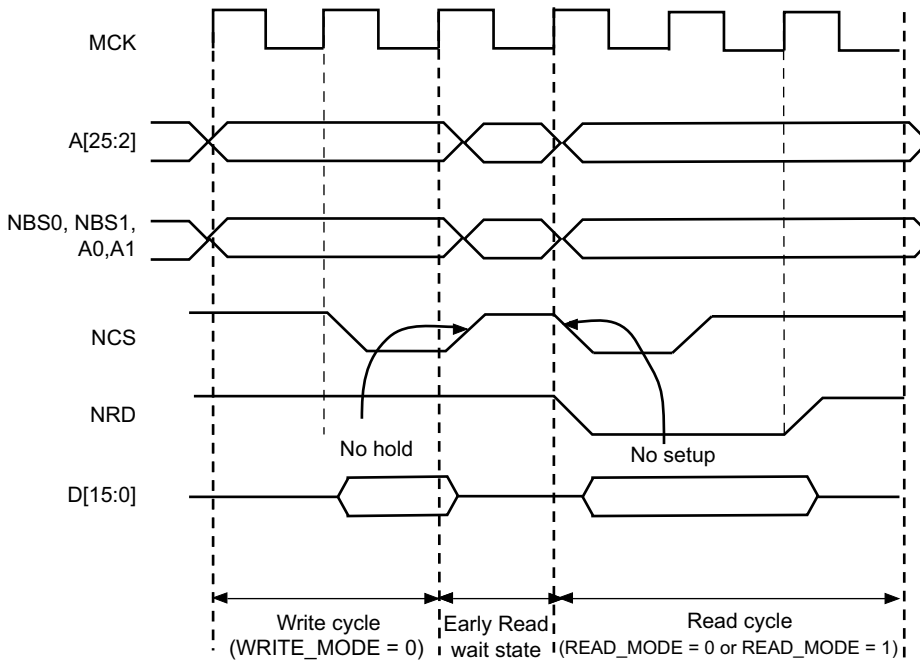 MCK
A[25:2]
NBS0, NBS1,
A0,A1
NCS
NRD
No hold
No setup
D[15:0]
Write cycle
(WRITE_MODE = 0)
Early Read
wait state
Read cycle
(READ_MODE = 0 or READ_MODE = 1)